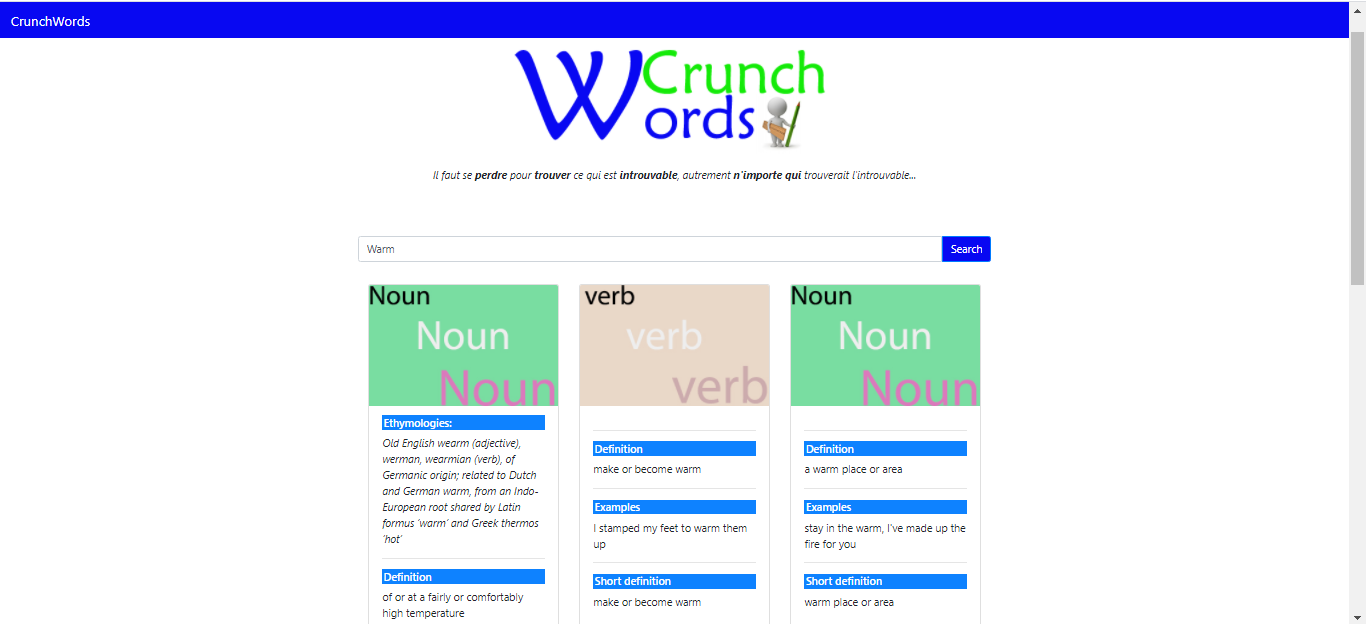 CrunchWords
Crunch
Words
Il faut se perdre pour trouver ce qui est introuvable, autrement n'importe qui trouverait l'introuvable...
Warm
Search
Noun
Noun
Noun
Ethymologies:
Old English wearm (adjective),
werman, wearmian (verb), of
Germanic origin; related to Dutch
and German warm, from an Indo-
European root shared by Latin
formus ‘warm’ and Greek thermos
‘hot’
Definition
of or at a fairly or comfortably
high temperature
verb
verb
verb
Definition
make or become warm
Examples
I stamped my feet to warm them
up
Short definition
make or become warm
Noun
Noun
Noun
Definition
a warm place or area
Examples
stay in the warm, I've made up the
fire for you
Short definition
warm place or area